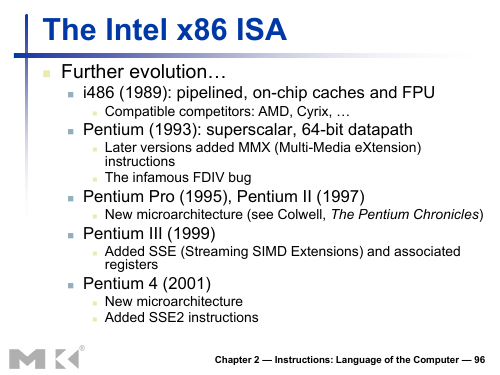 The Intel x86 ISA
Further evolution…
i486 (1989): pipelined, on-chip caches and FPU
Compatible competitors: AMD, Cyrix, …
Pentium (1993): superscalar, 64-bit datapath
Later versions added MMX (Multi-Media eXtension)
instructions
The infamous FDIV bug
Pentium Pro (1995), Pentium II (1997)
New microarchitecture (see Colwell, The Pentium Chronicles)
Pentium III (1999)
Added SSE (Streaming SIMD Extensions) and associated
registers
Pentium 4 (2001)
New microarchitecture
Added SSE2 instructions
MK®
Chapter 2 — Instructions: Language of the Computer — 96